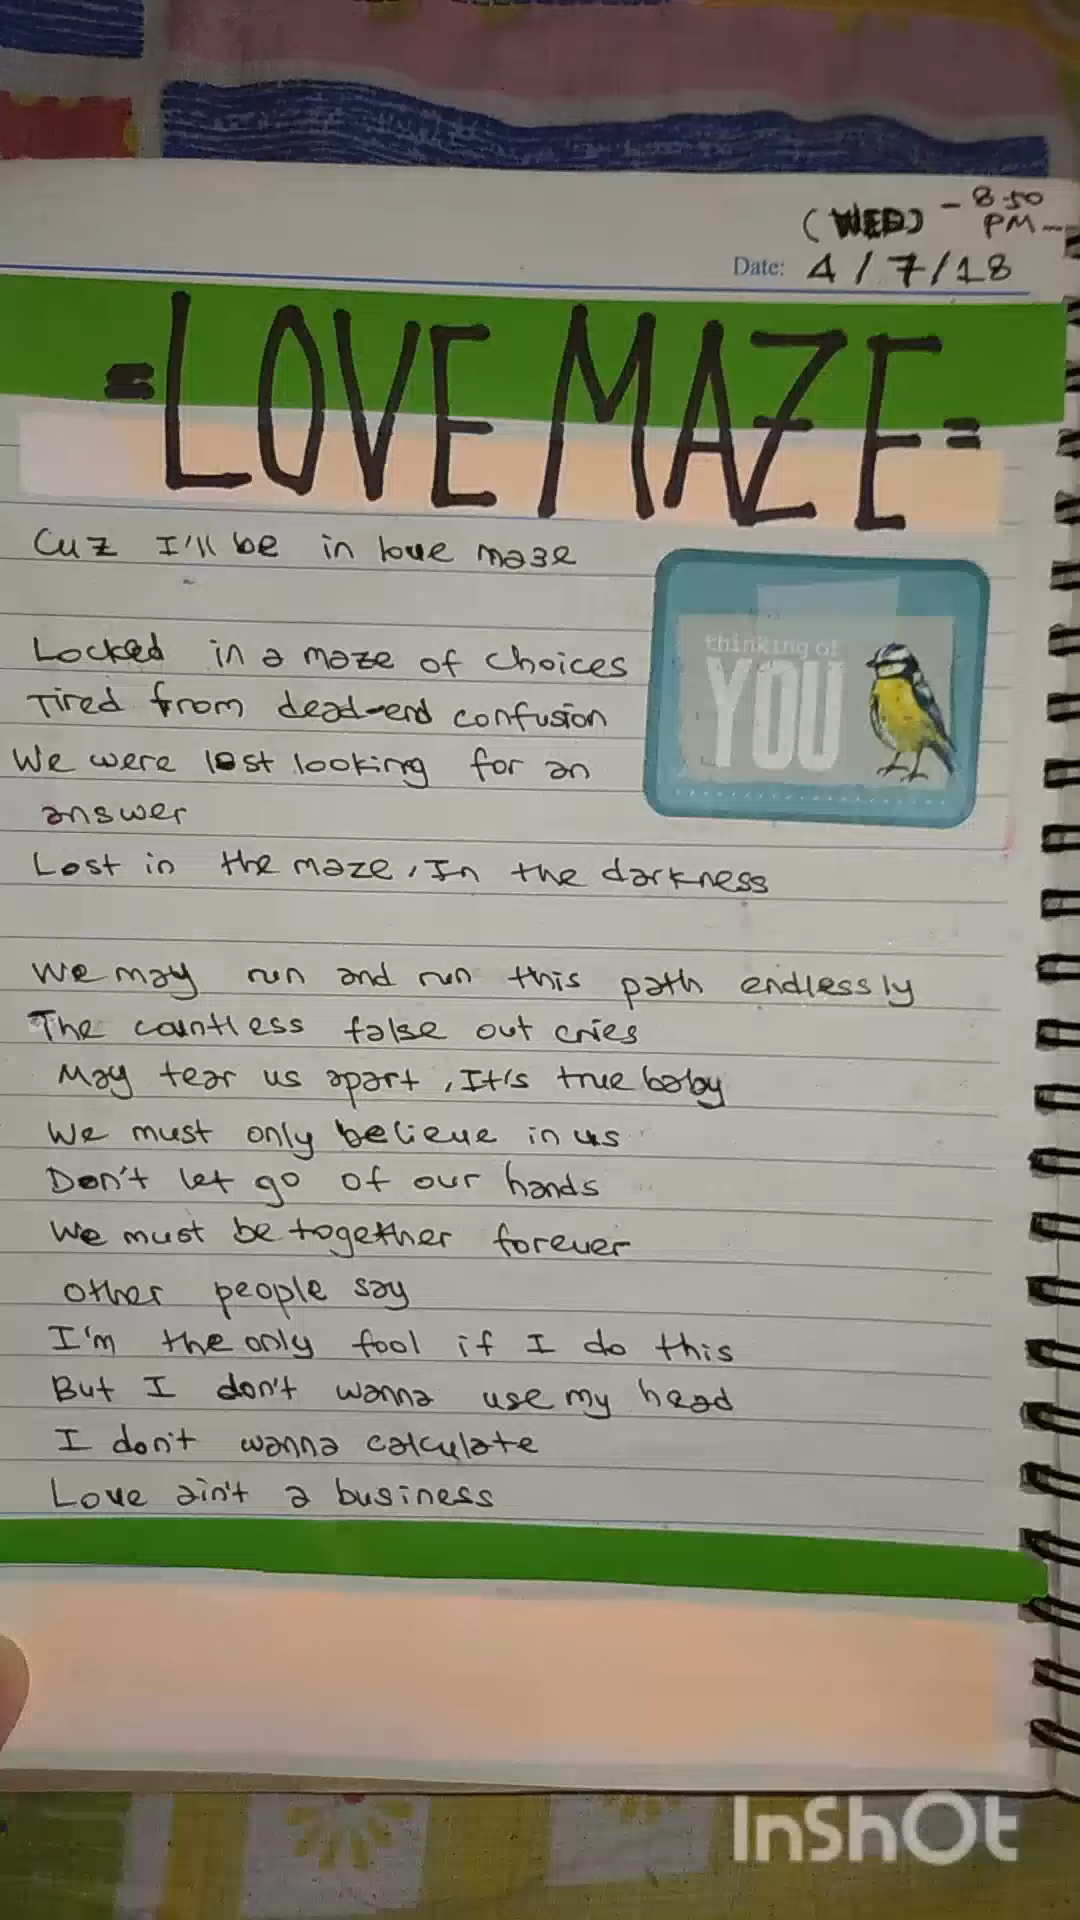 (WED) - 8:50 PM -
Date: 4/7/18
=LOVE MAZE=
Cuz I'll be in love maze
thinking of
YOU
Locked in a maze of choices
Tired from dead-end confusion
We were lost looking for an
answer
Lost in the maze, In the darkness
We may run and run this path endlessly
The countless false out cries
May tear us apart, It's true baby
We must only believe in us
Don't let go of our hands
We must be together forever
Other people say
I'm the only fool if I do this
But I don't wanna use my head
I don't wanna calculate
Love ain't a business
InShOt